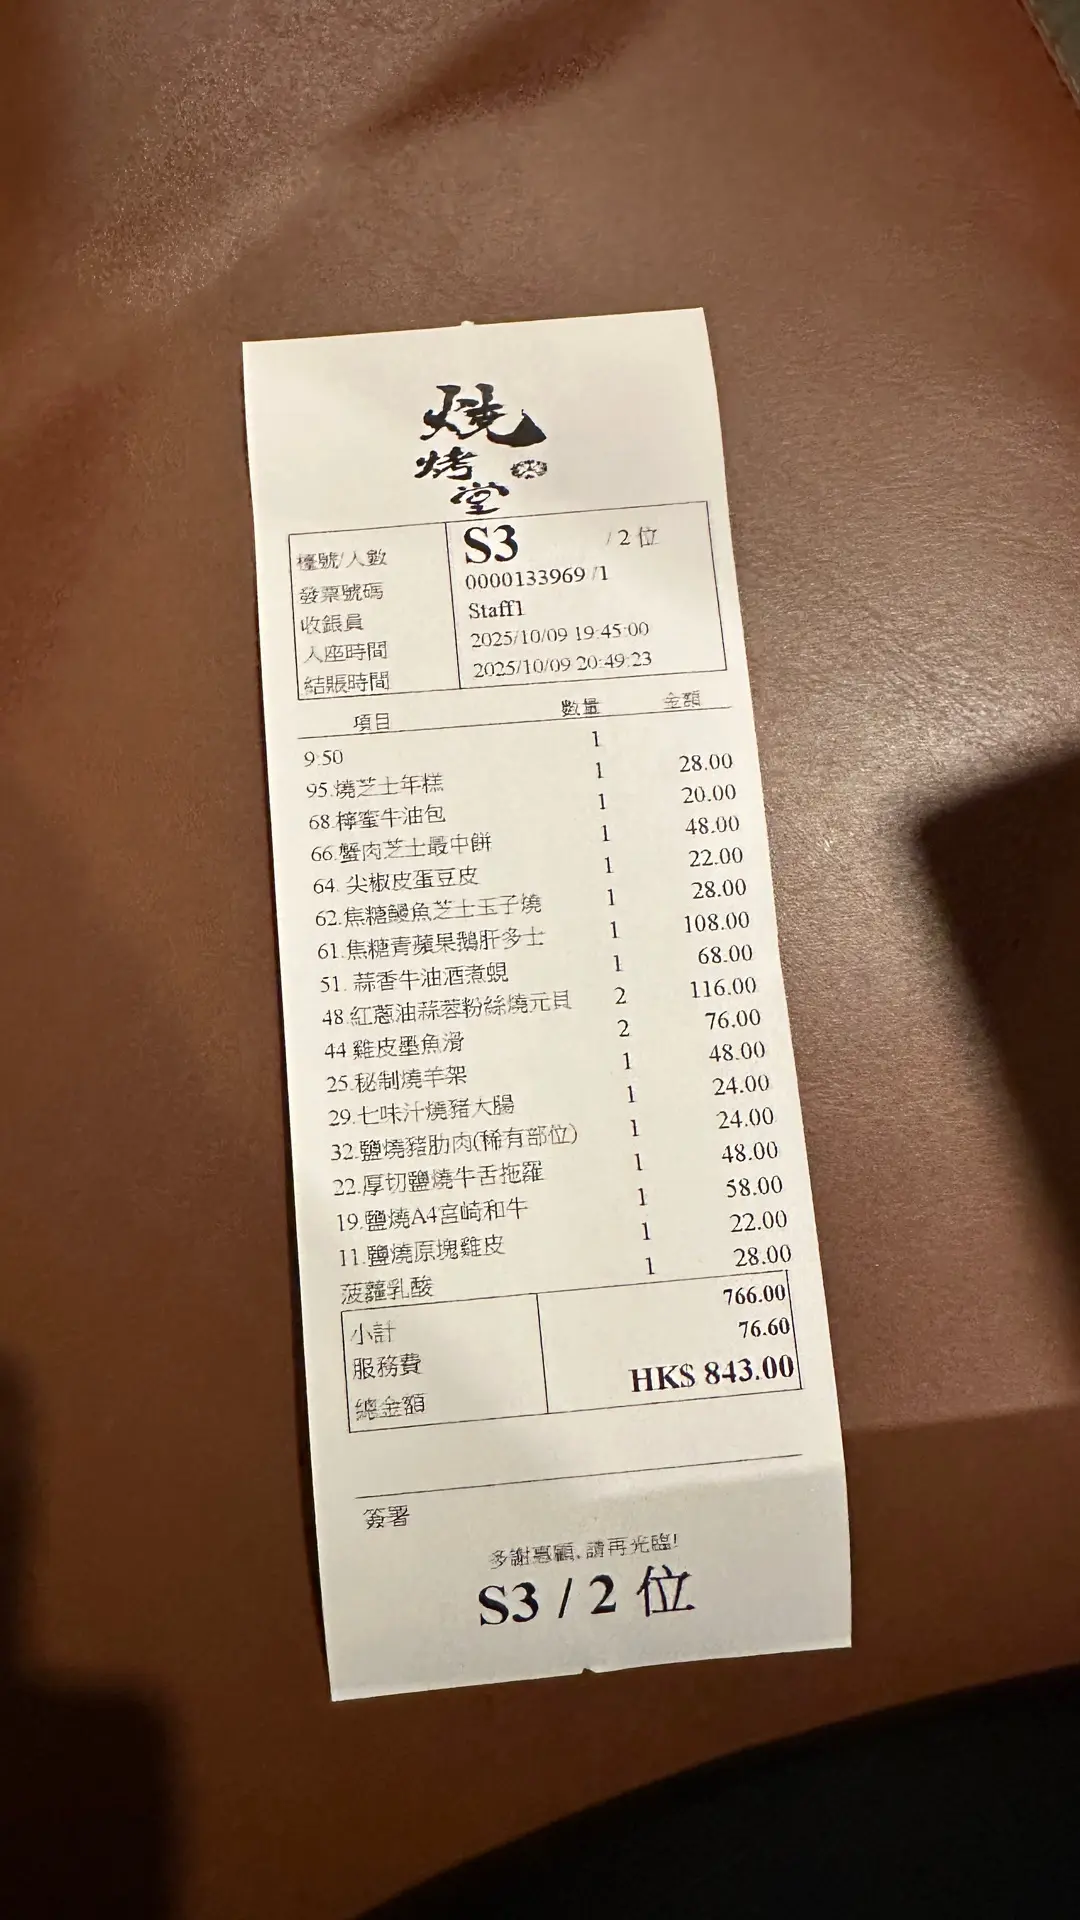 燒
烤
堂
檯號/人數 S3 / 2 位
發票號碼 0000133969 /1
收銀員 Staff1
入座時間 2025/10/09 19:45:00
結賬時間 2025/10/09 20:49:23
項目 數量 金額
9:50 1
95.燒芝士年糕 1 28.00
68.檸蜜牛油包 1 20.00
66.蟹肉芝士最中餅 1 48.00
64. 尖椒皮蛋豆皮 1 22.00
62.焦糖鰻魚芝士玉子燒 1 28.00
61.焦糖青蘋果鵝肝多士 1 108.00
51. 蒜香牛油酒煮蜆 1 68.00
48.紅蔥油蒜蓉粉絲燒元貝 2 116.00
44 雞皮墨魚滑 2 76.00
25.秘制燒羊架 1 48.00
29.七味汁燒豬大腸 1 24.00
32.鹽燒豬肋肉(稀有部位) 1 24.00
22.厚切鹽燒牛舌拖羅 1 48.00
19.鹽燒A4宮崎和牛 1 58.00
11.鹽燒原塊雞皮 1 22.00
菠蘿乳酸 1 28.00
小計 766.00
服務費 76.60
總金額 HK$ 843.00
簽署
多謝惠顧,請再光臨!
S3 / 2 位